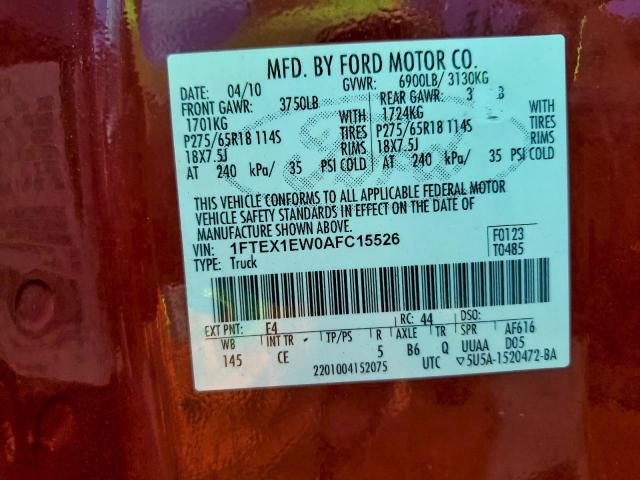 MFD. BY FORD MOTOR CO.
DATE: 04/10 GVWR: 6900LB/ 3130KG
FRONT GAWR: 3750LB REAR GAWR:
1701KG 1724KG
P275/65R18 114S TIRES P275/65R18 114S TIRES
18X7.5J RIMS 18X7.5J RIMS
AT 240 kPa/ 35 PSI COLD AT 240 kPa/ 35 PSI COLD
THIS VEHICLE CONFORMS TO ALL APPLICABLE FEDERAL MOTOR
VEHICLE SAFETY STANDARDS IN EFFECT ON THE DATE OF
MANUFACTURE SHOWN ABOVE.
VIN: 1FTEX1EW0AFC15526 F0123
TYPE: Truck T0485
EXT PNT: E4 RC: 44 DSO:
WB INT TR TP/PS R AXLE TR SPR AF616
145 CE 5 B6 Q UUAA D05
2201004152075 UTC ▽5U5A-1520472-BA
Ford